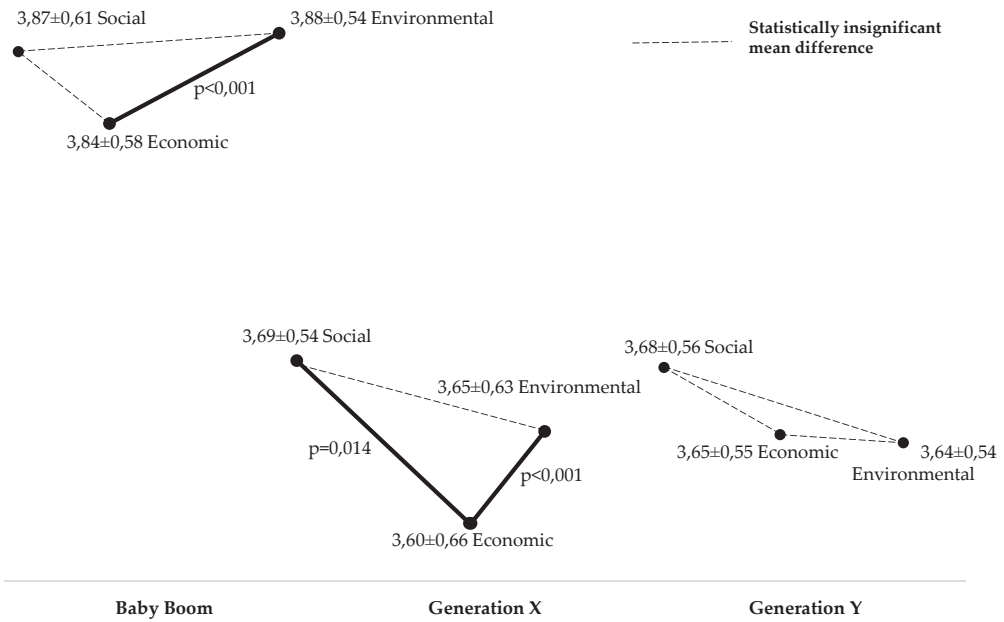 3,87±0,61 Social
3,88±0,54 Environmental
Statistically insignificant
mean difference
p<0,001
3,84±0,58 Economic
3,69±0,54 Social
3,65±0,63 Environmental
p=0,014
p<0,001
3,60±0,66 Economic
3,68±0,56 Social
3,65±0,55 Economic
3,64±0,54
Environmental
Baby Boom
Generation X
Generation Y